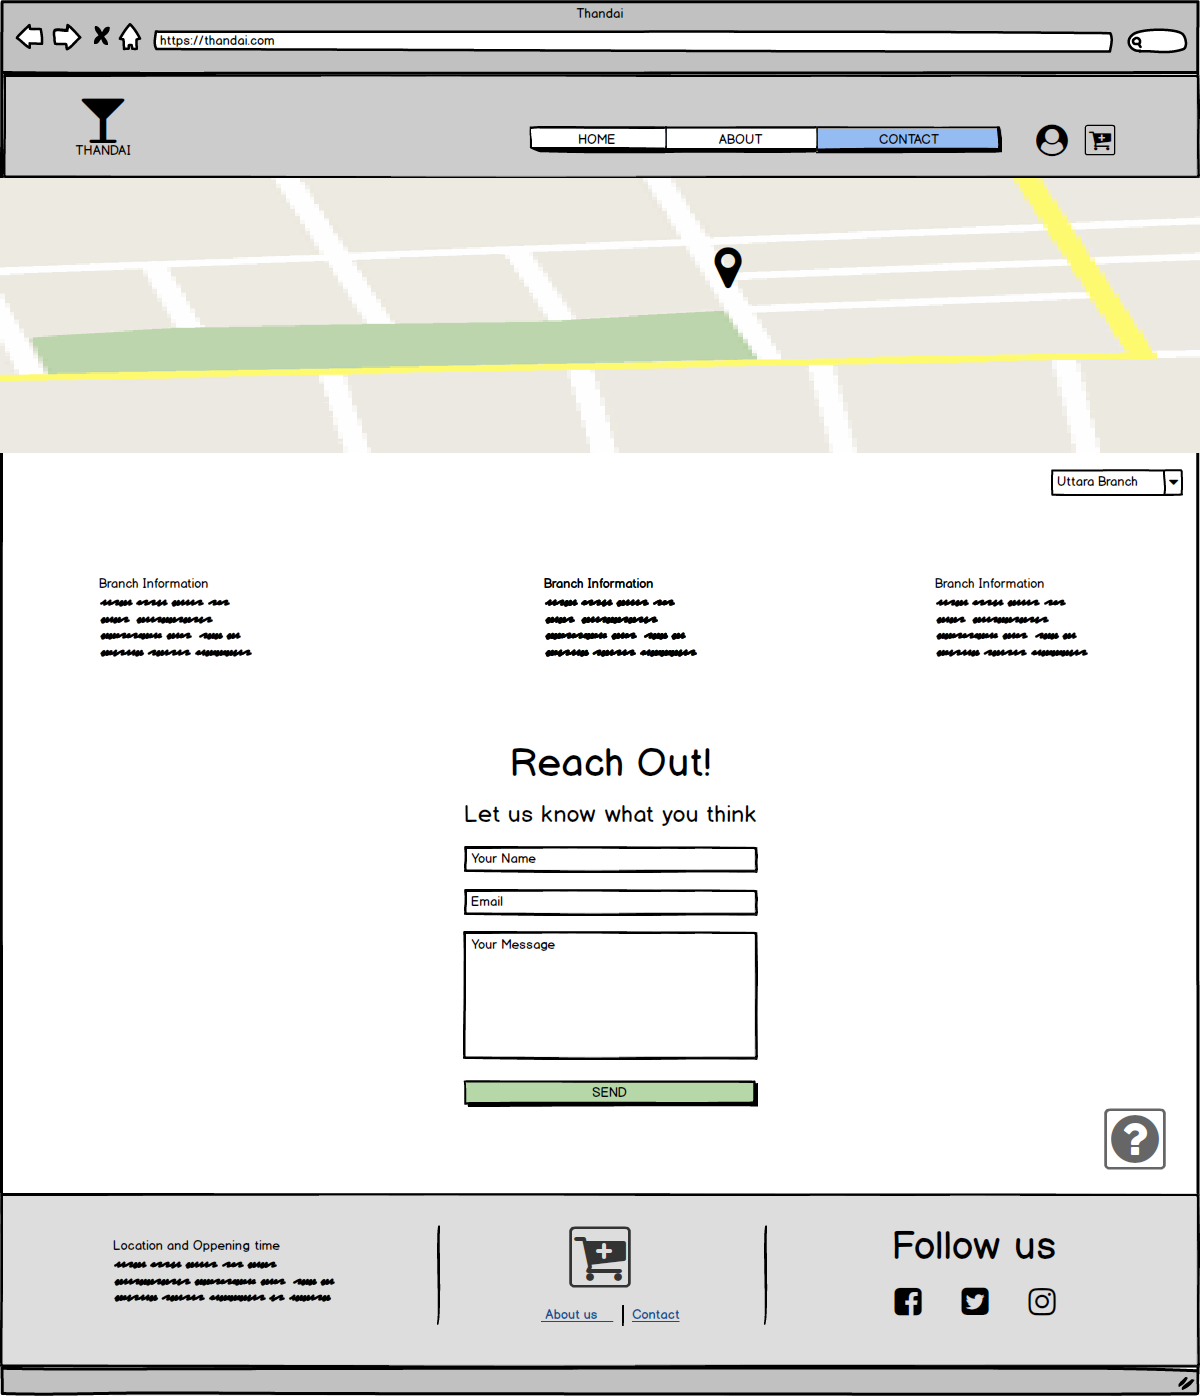 Thandai
https://thandai.com
THANDAI
HOME
ABOUT
CONTACT
Uttara Branch
Branch Information
Branch Information
Branch Information
Reach Out!
Let us know what you think
Your Name
Email
Your Message
SEND
Location and Oppening time
About us
Contact
Follow us